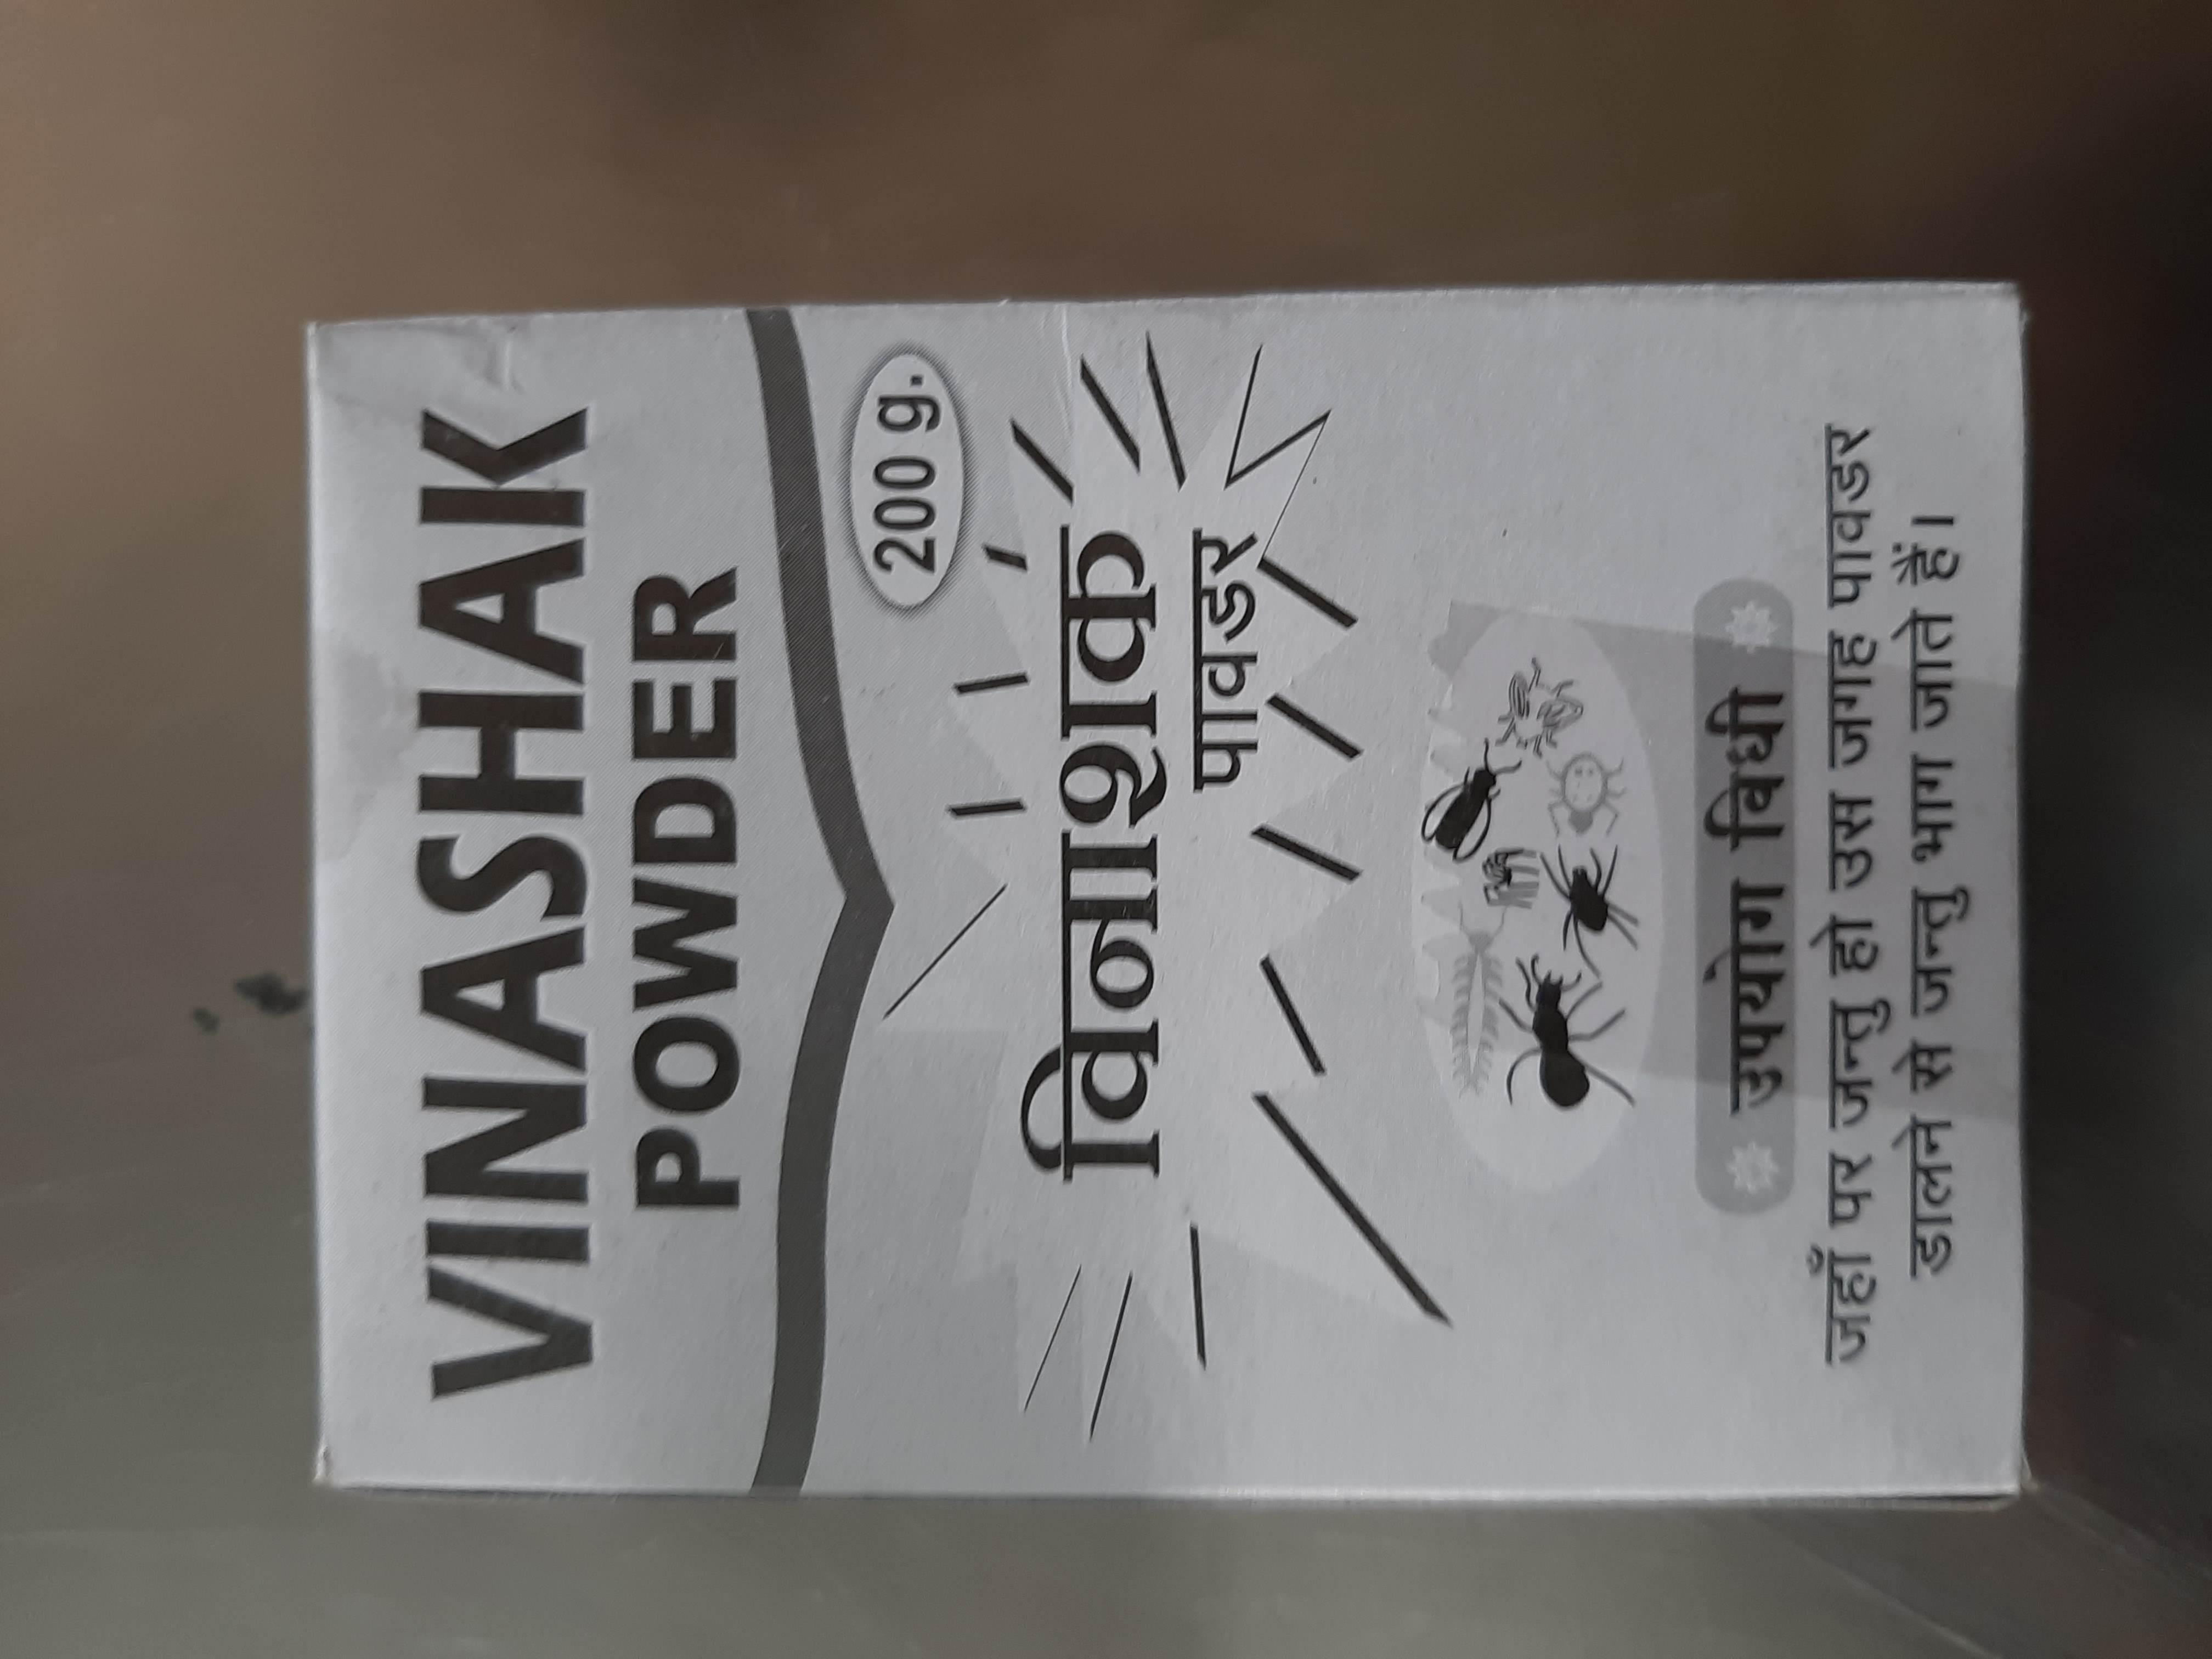 VINASHAK
POWDER
200 g.
विनाशक
पावडर
उपयोग विधी
जहाँ पर जन्तु हो उस जगह पावडर
डालने से जन्तु भाग जाते हैं।